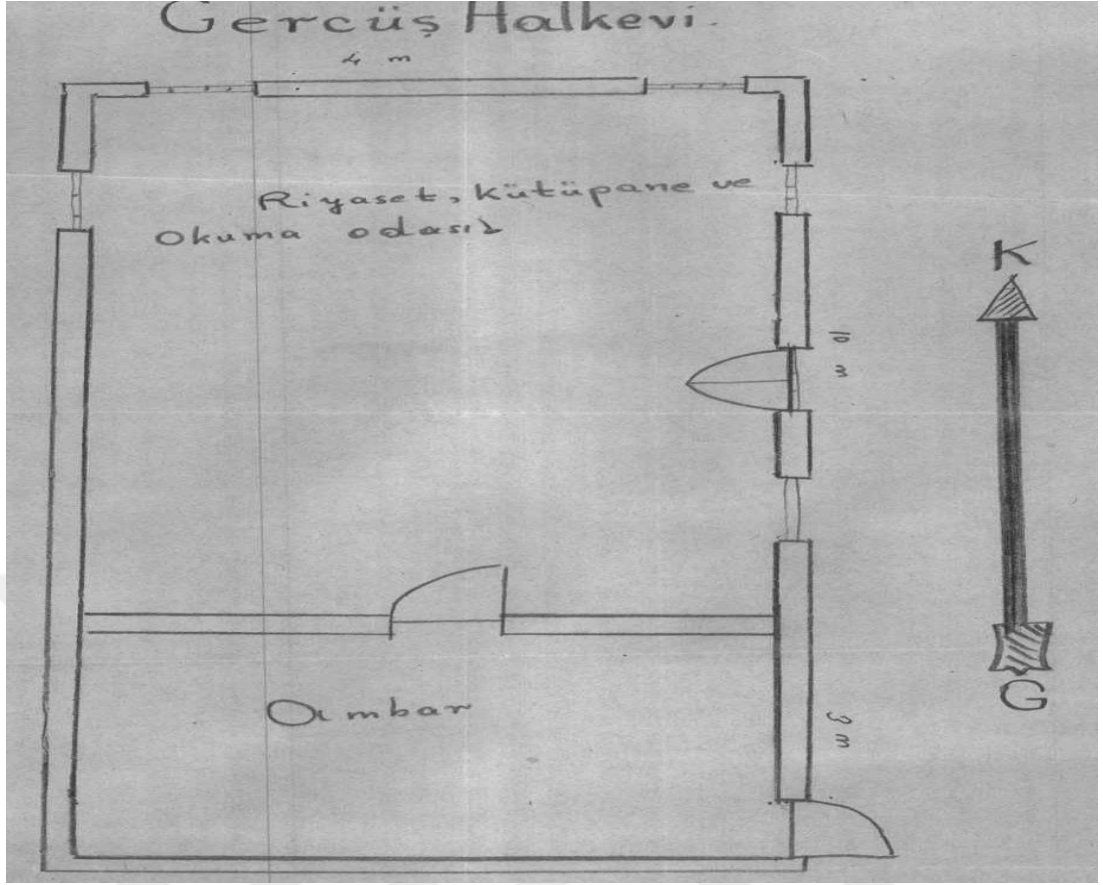 Gercüş Halkevi.
4 m
Riyaset, Kütüpane ve
Okuma odası
K
10 m
Ambar
3 m
G